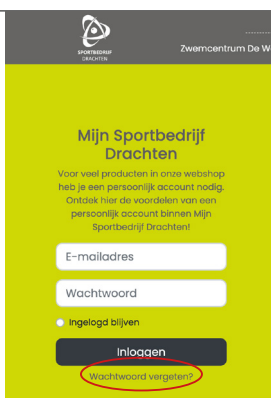 SPORTBEDRIJF
DRACHTEN
Zwemcentrum De W
Mijn Sportbedrijf
Drachten
Voor veel producten in onze webshop
heb je een persoonlijk account nodig.
Ontdek hier de voordelen van een
persoonlijk account binnen Mijn
Sportbedrijf Drachten!
E-mailadres
Wachtwoord
Ingelogd blijven
Inloggen
Wachtwoord vergeten?